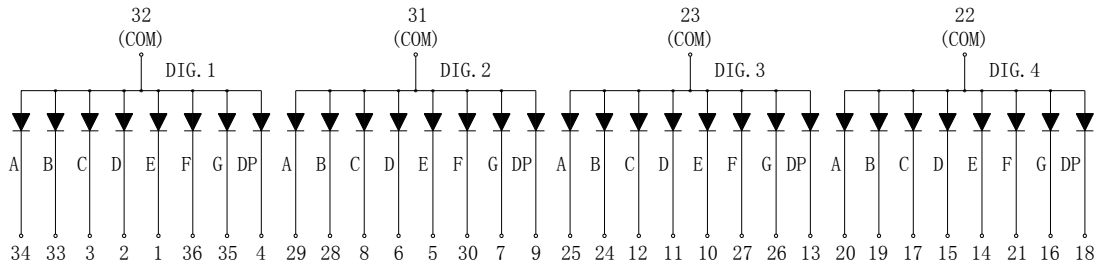 32 31 23 22
(COM) (COM) (COM) (COM)
DIG.1 DIG.2 DIG.3 DIG.4
A B C D E F G DP A B C D E F G DP A B C D E F G DP A B C D E F G DP
34 33 3 2 1 36 35 4 29 28 8 6 5 30 7 9 25 24 12 11 10 27 26 13 20 19 17 15 14 21 16 18